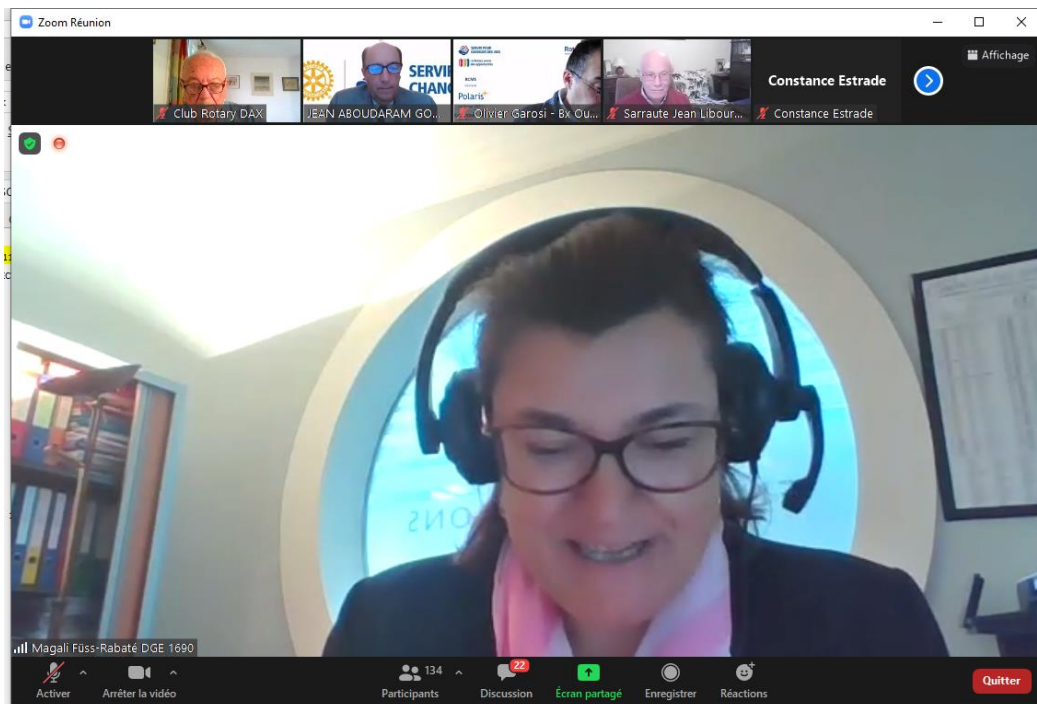 Zoom Réunion
Affichage
Club Rotary DAX
SERVIR
CHANG
JEAN ABOUDARAM GO...
Polaris
Olivier Garosi - Bx Ou...
Sarraute Jean Libour...
Constance Estrade
Constance Estrade
Magali Füss-Rabaté DGE 1690
Activer
Arrêter la vidéo
134
Participants
22
Discussion
Écran partagé
Enregistrer
Réactions
Quitter